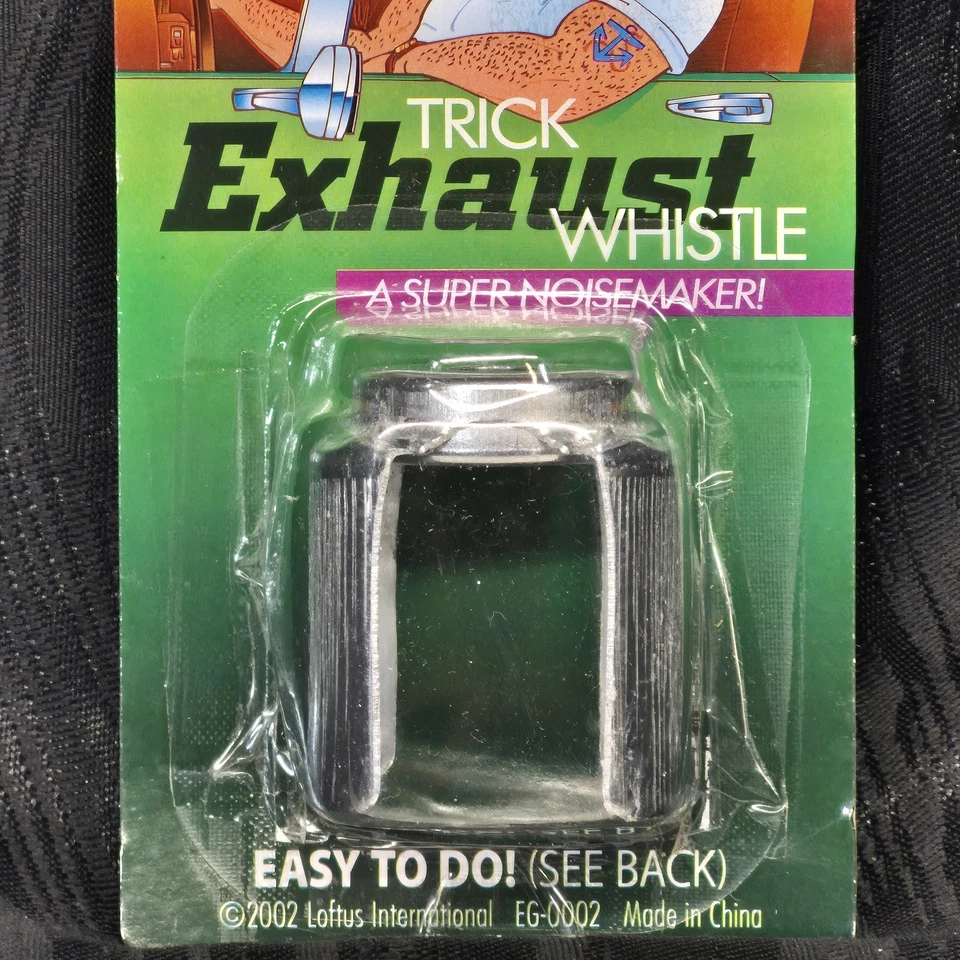 TRICK
Exhaust
WHISTLE
A SUPER NOISEMAKER!
EASY TO DO! (SEE BACK)
©2002 Loftus International EG-0002 Made in China